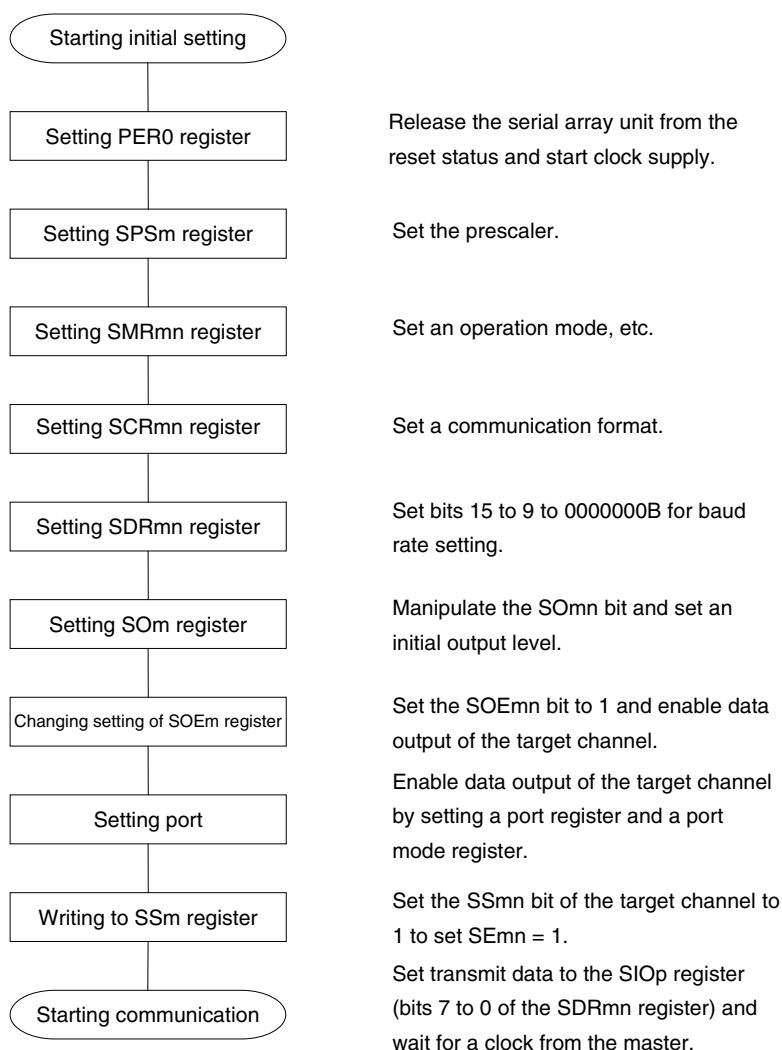 Starting initial setting
Setting PER0 register
Release the serial array unit from the
reset status and start clock supply.
Setting SPSm register
Set the prescaler.
Setting SMRmn register
Set an operation mode, etc.
Setting SCRmn register
Set a communication format.
Setting SDRmn register
Set bits 15 to 9 to 0000000B for baud
rate setting.
Setting SOm register
Manipulate the SOmn bit and set an
initial output level.
Changing setting of SOEm register
Set the SOEmn bit to 1 and enable data
output of the target channel.
Setting port
Enable data output of the target channel
by setting a port register and a port
mode register.
Writing to SSm register
Set the SSmn bit of the target channel to
1 to set SEmn = 1.
Starting communication
Set transmit data to the SIOp register
(bits 7 to 0 of the SDRmn register) and
wait for a clock from the master.